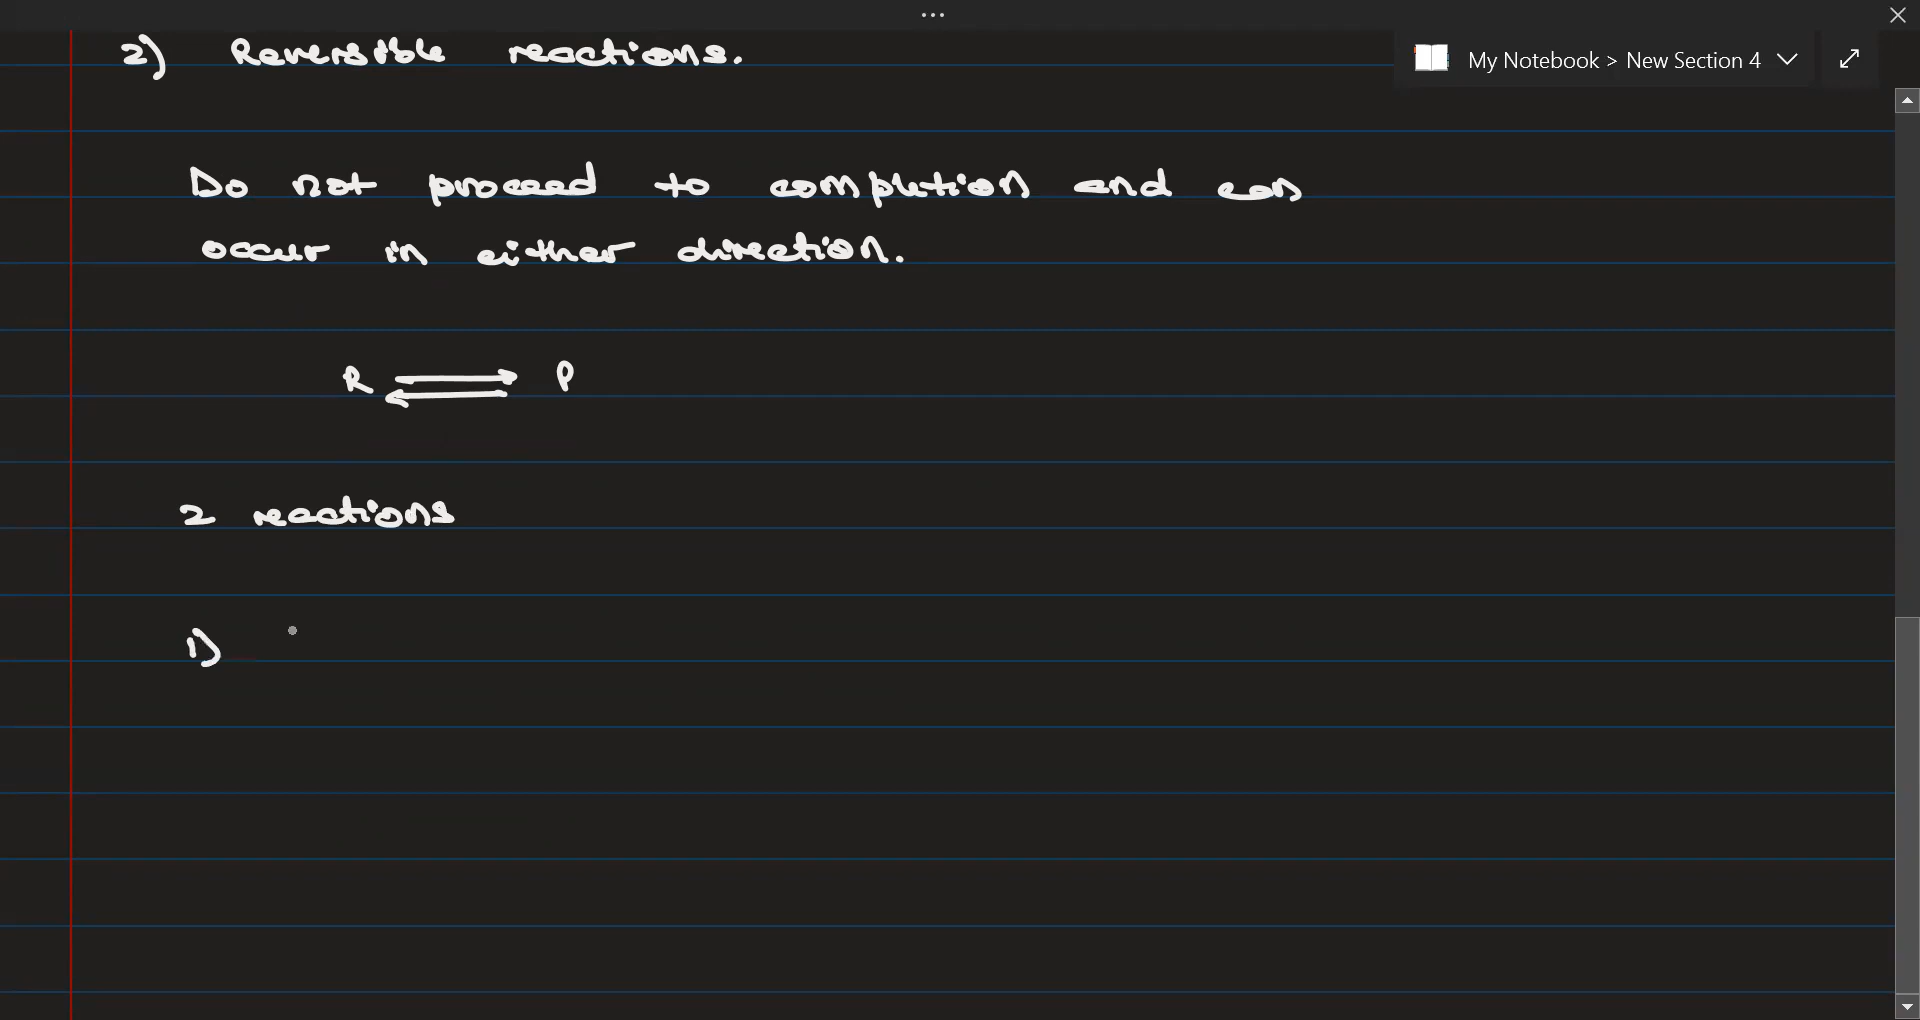 2) Reversible reactions.
My Notebook > New Section 4
Do not proceed to completion and can
occur in either direction.
R ⇌ P
2 reactions
1)